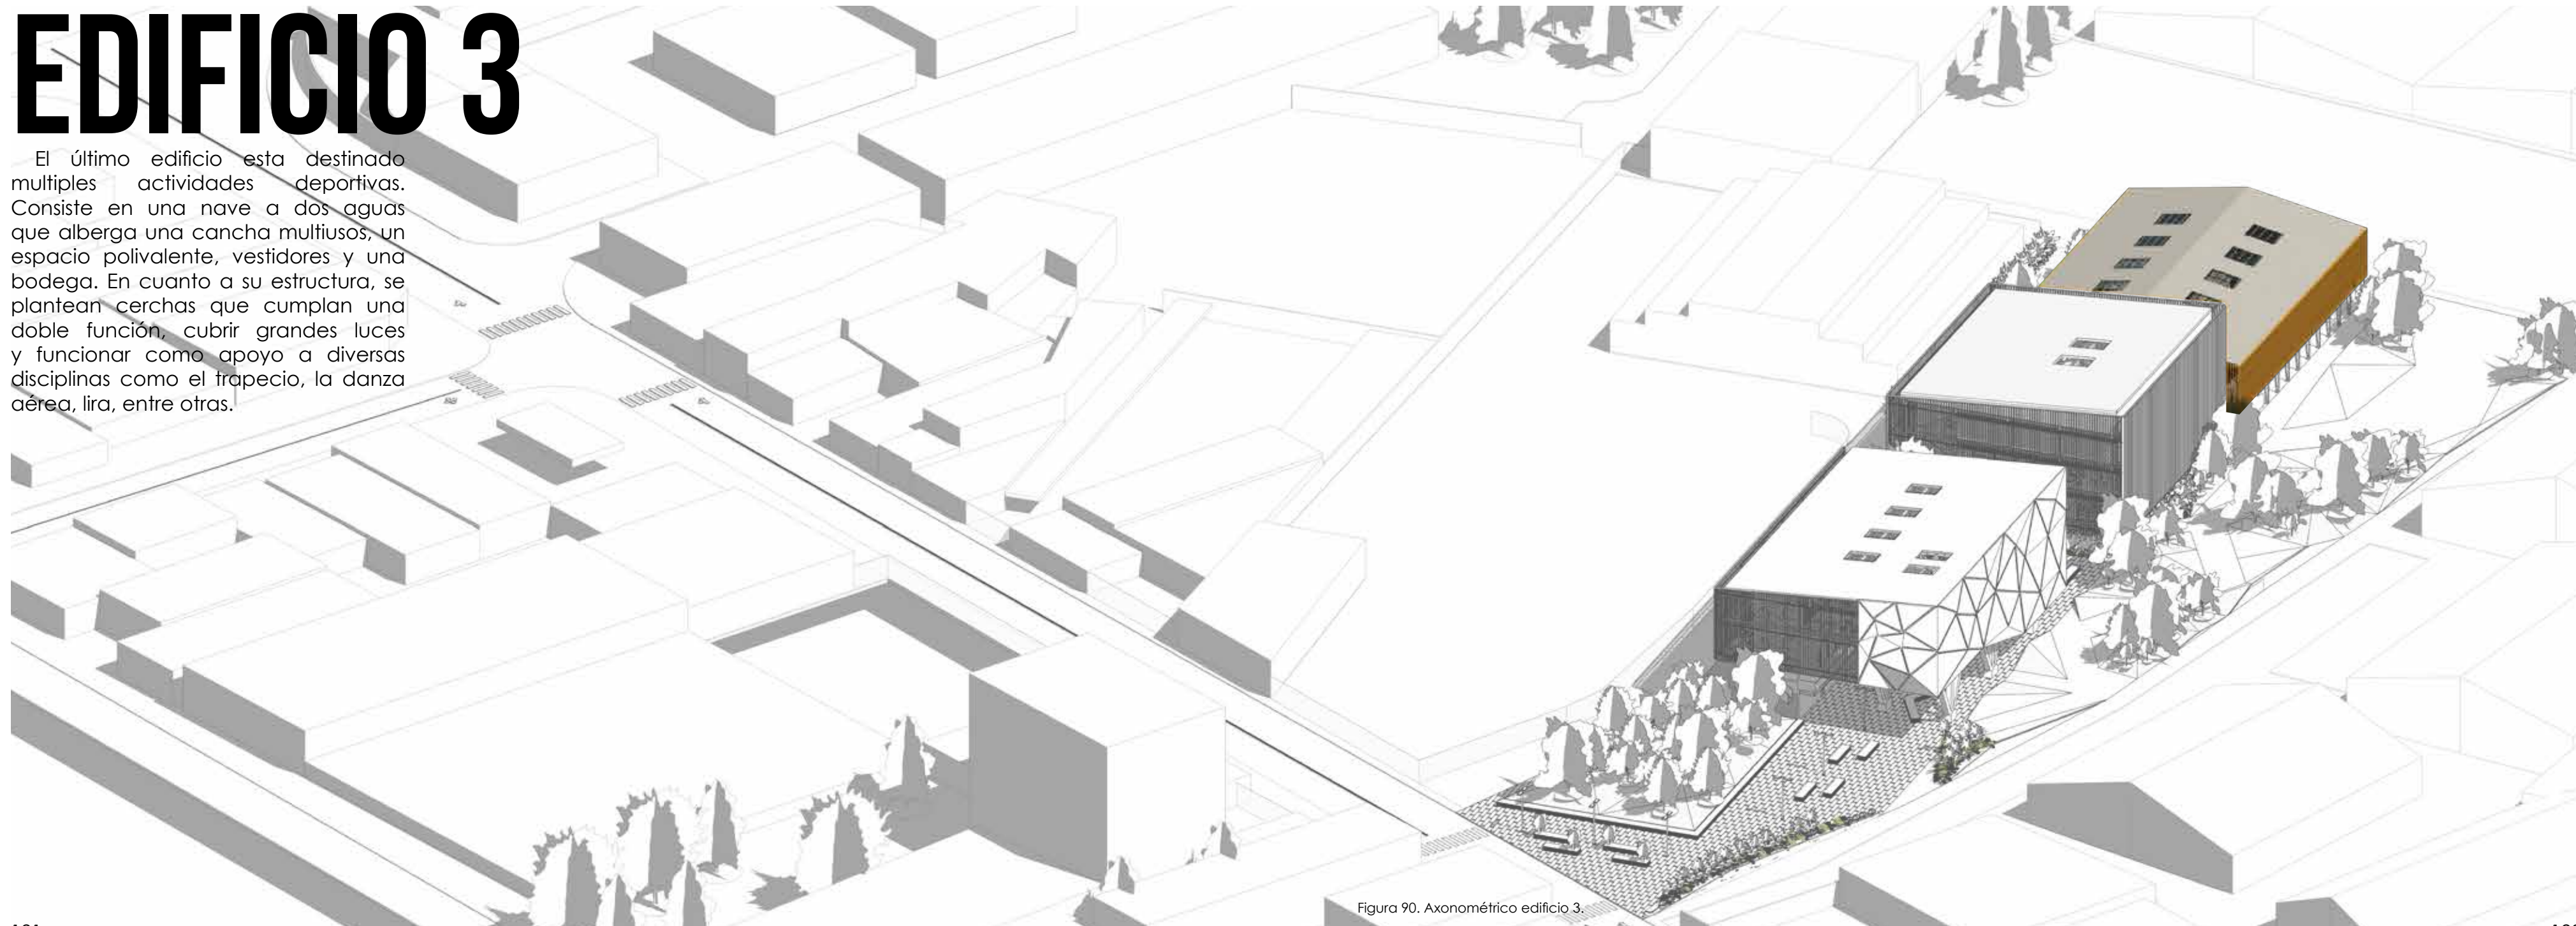 EDIFICIO 3
El último edificio esta destinado
multiples actividades deportivas.
Consiste en una nave a dos aguas
que alberga una cancha multiusos, un
espacio polivalente, vestidores y una
bodega. En cuanto a su estructura, se
plantean cerchas que cumplan una
doble función, cubrir grandes luces
y funcionar como apoyo a diversas
disciplinas como el trapecio, la danza
aérea, lira, entre otras.
Figura 90. Axonométrico edificio 3.